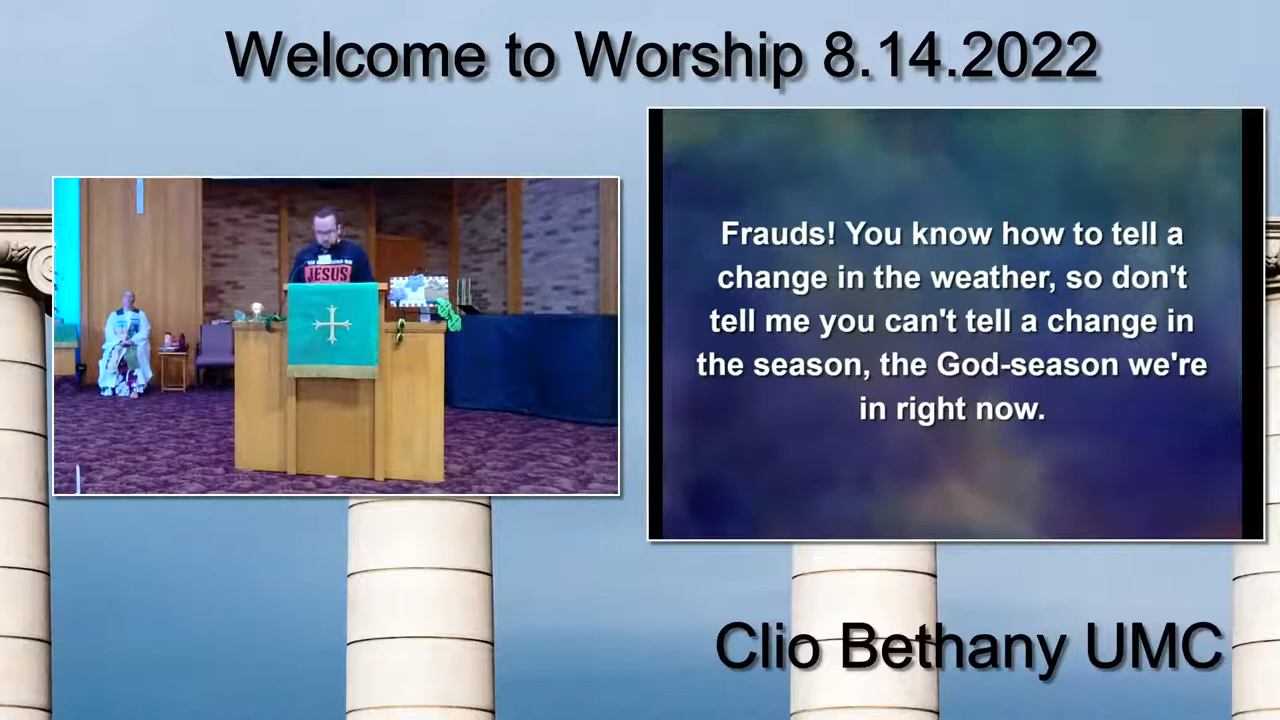 Welcome to Worship 8.14.2022
Frauds! You know how to tell a
change in the weather, so don't
tell me you can't tell a change in
the season, the God-season we're
in right now.
JESUS
Clio Bethany UMC